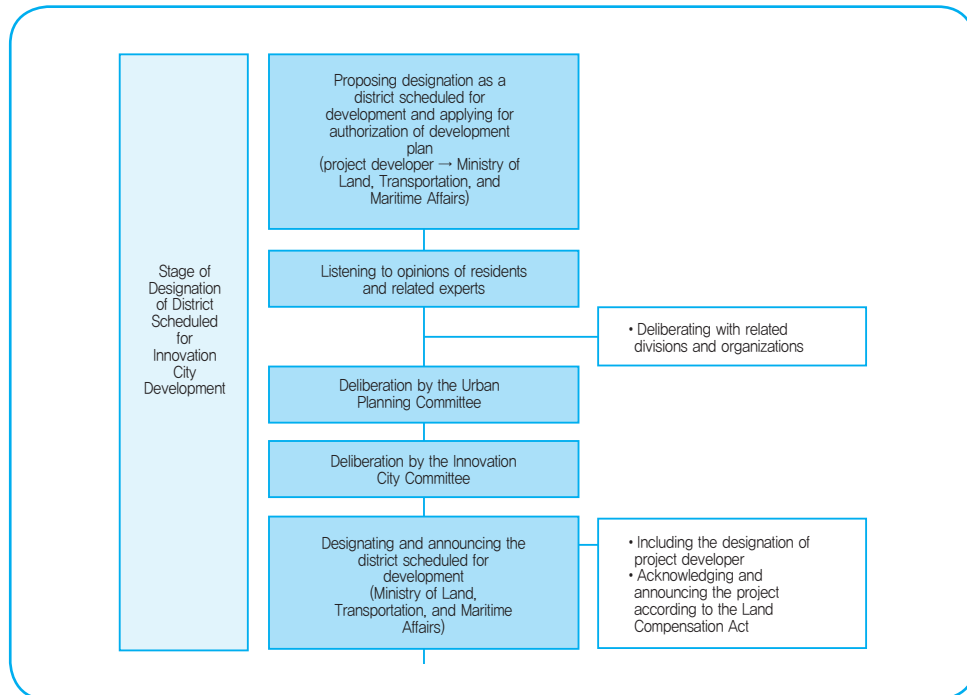 Stage of
Designation
of District
Scheduled
for
Innovation
City
Development
Proposing designation as a
district scheduled for
development and applying for
authorization of development
plan
(project developer → Ministry of
Land, Transportation, and
Maritime Affairs)
Listening to opinions of residents
and related experts
• Deliberating with related
divisions and organizations
Deliberation by the Urban
Planning Committee
Deliberation by the Innovation
City Committee
Designating and announcing the
district scheduled for
development
(Ministry of Land,
Transportation, and Maritime
Affairs)
• Including the designation of
project developer
• Acknowledging and
announcing the project
according to the Land
Compensation Act